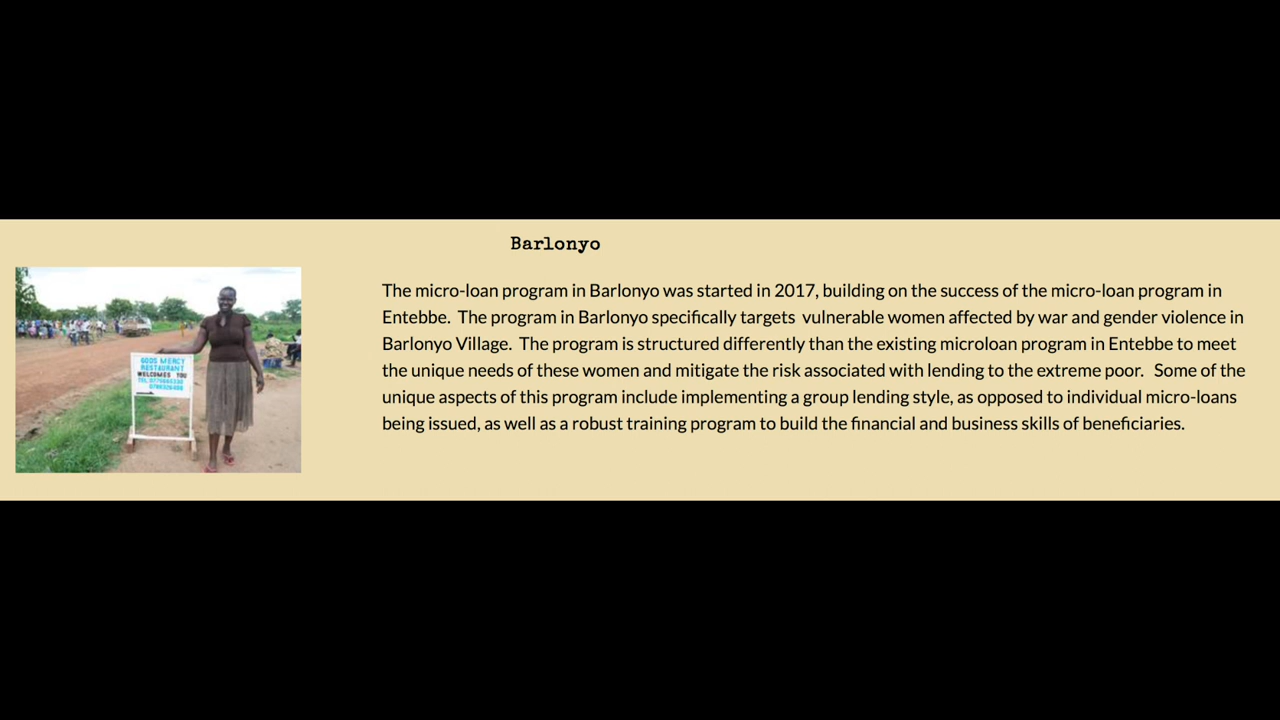 Barlonyo
The micro-loan program in Barlonyo was started in 2017, building on the success of the micro-loan program in
Entebbe. The program in Barlonyo specifically targets vulnerable women affected by war and gender violence in
Barlonyo Village. The program is structured differently than the existing microloan program in Entebbe to meet
the unique needs of these women and mitigate the risk associated with lending to the extreme poor. Some of the
unique aspects of this program include implementing a group lending style, as opposed to individual micro-loans
being issued, as well as a robust training program to build the financial and business skills of beneficiaries.
GODS MERCY
RESTAURANT
WELCOMES YOU